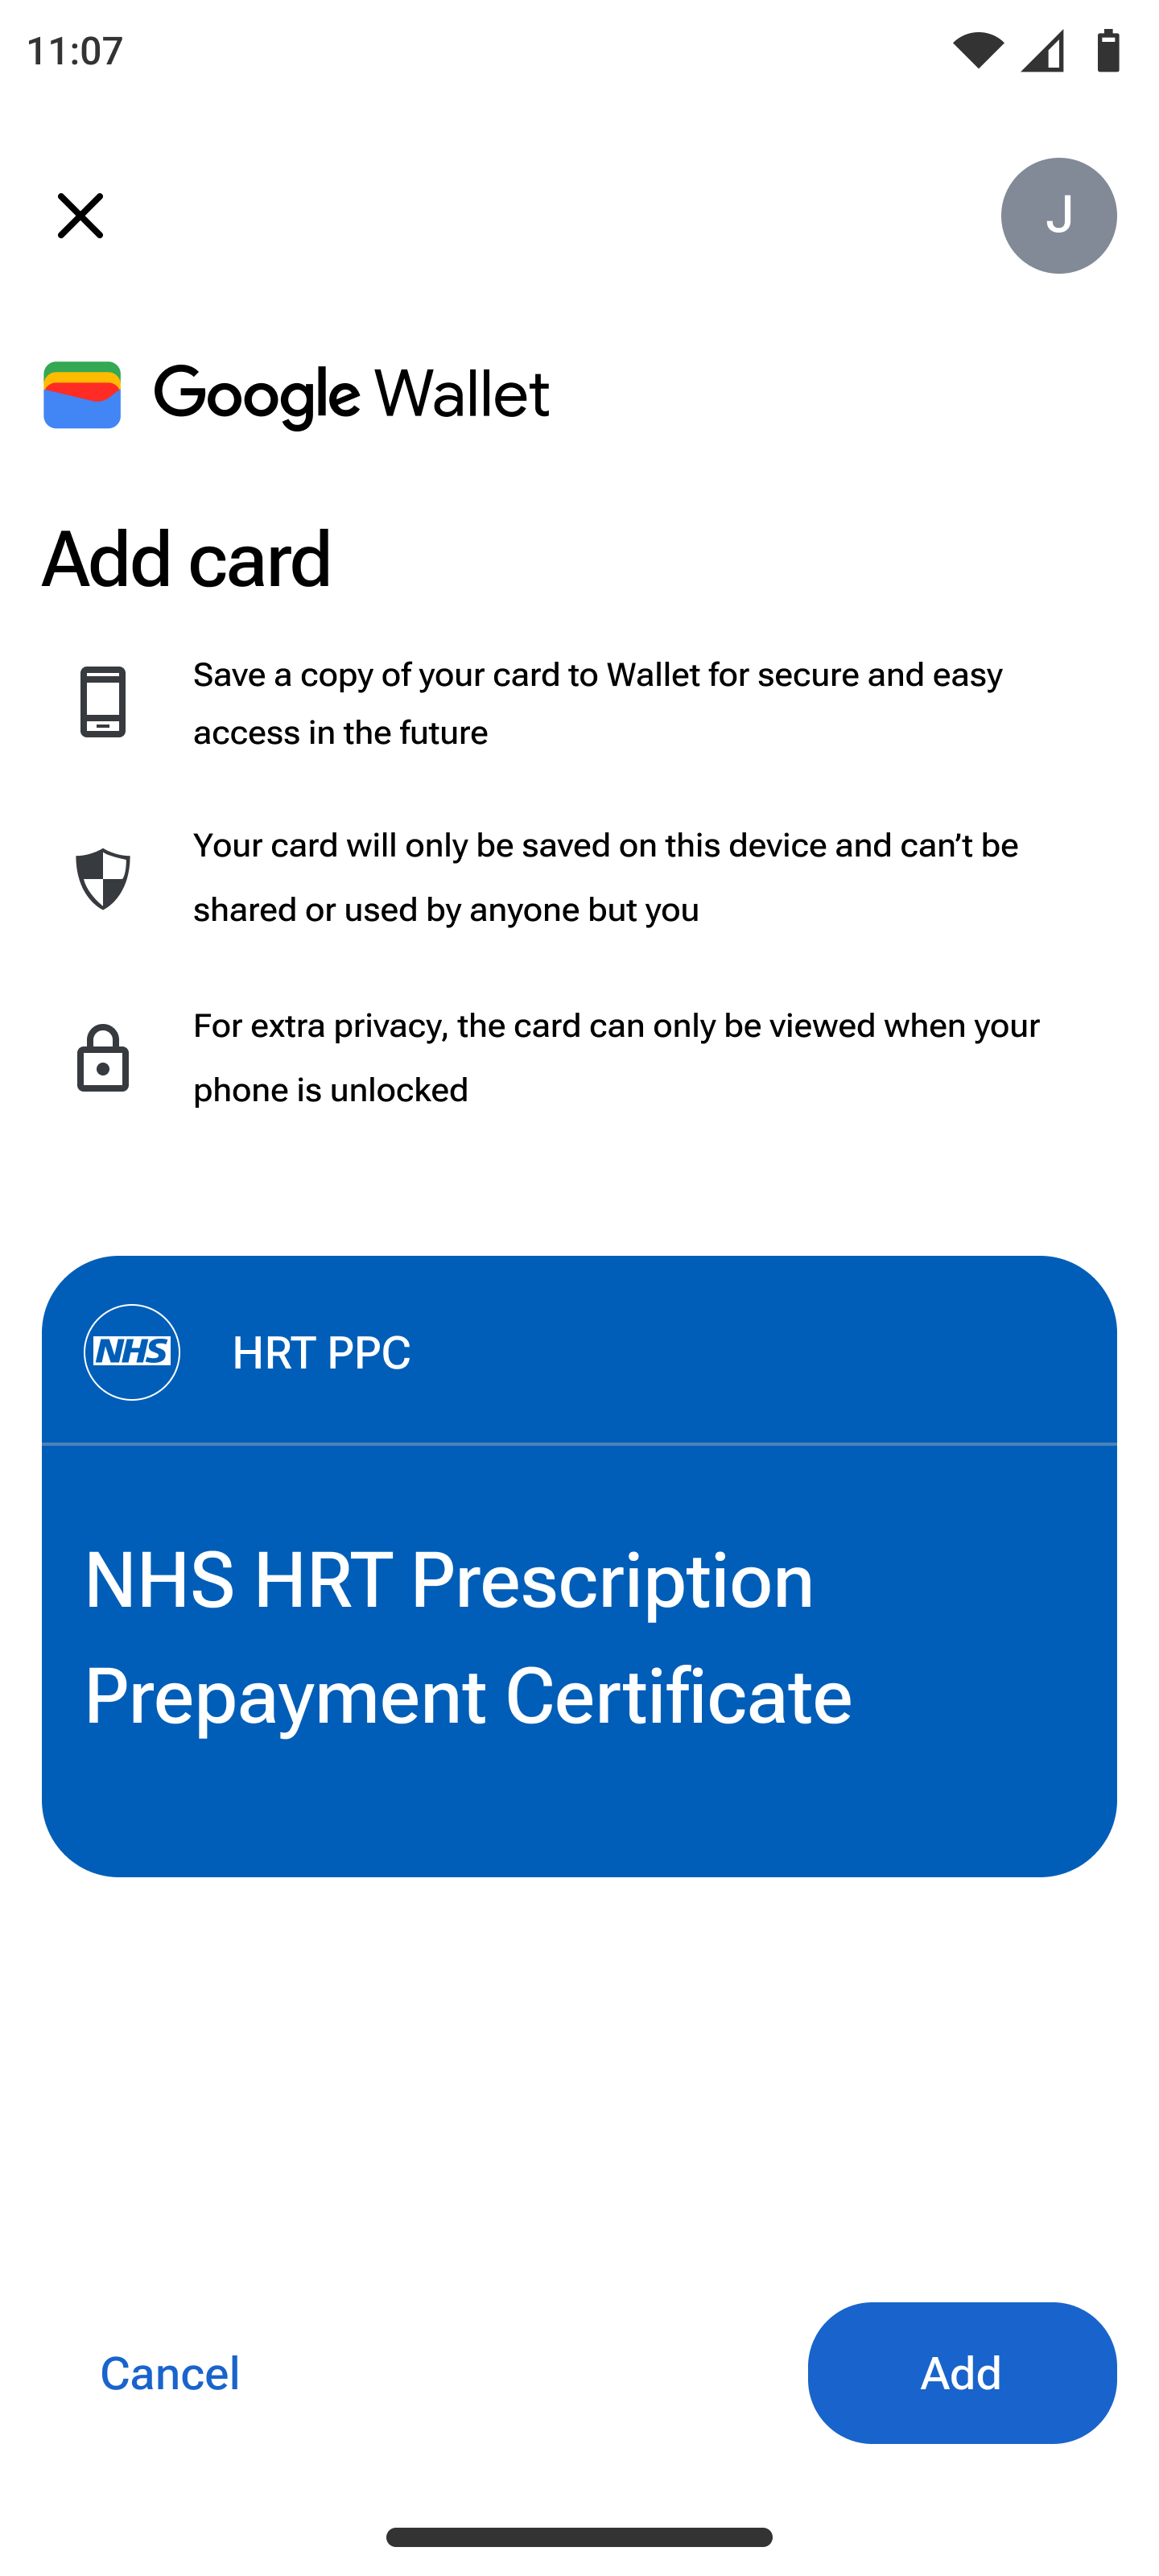 11:07
J
Google Wallet
Add card
Save a copy of your card to Wallet for secure and easy
access in the future
Your card will only be saved on this device and can’t be
shared or used by anyone but you
For extra privacy, the card can only be viewed when your
phone is unlocked
NHS HRT PPC
NHS HRT Prescription
Prepayment Certificate
Cancel Add